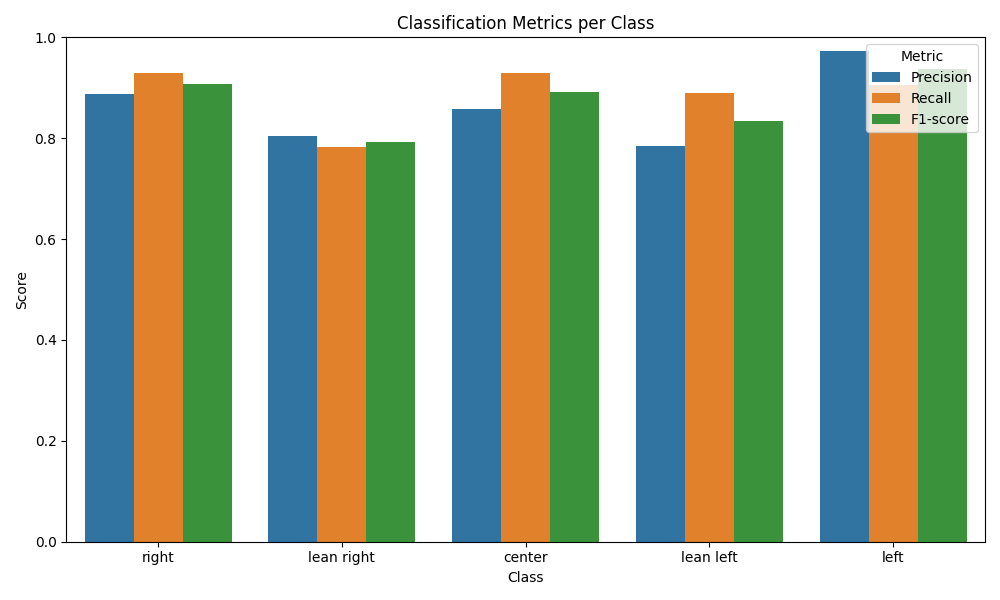 Classification Metrics per Class
1.0
0.8
0.6
0.4
0.2
0.0
Score
Metric
Precision
Recall
F1-score
right lean right center lean left left
Class